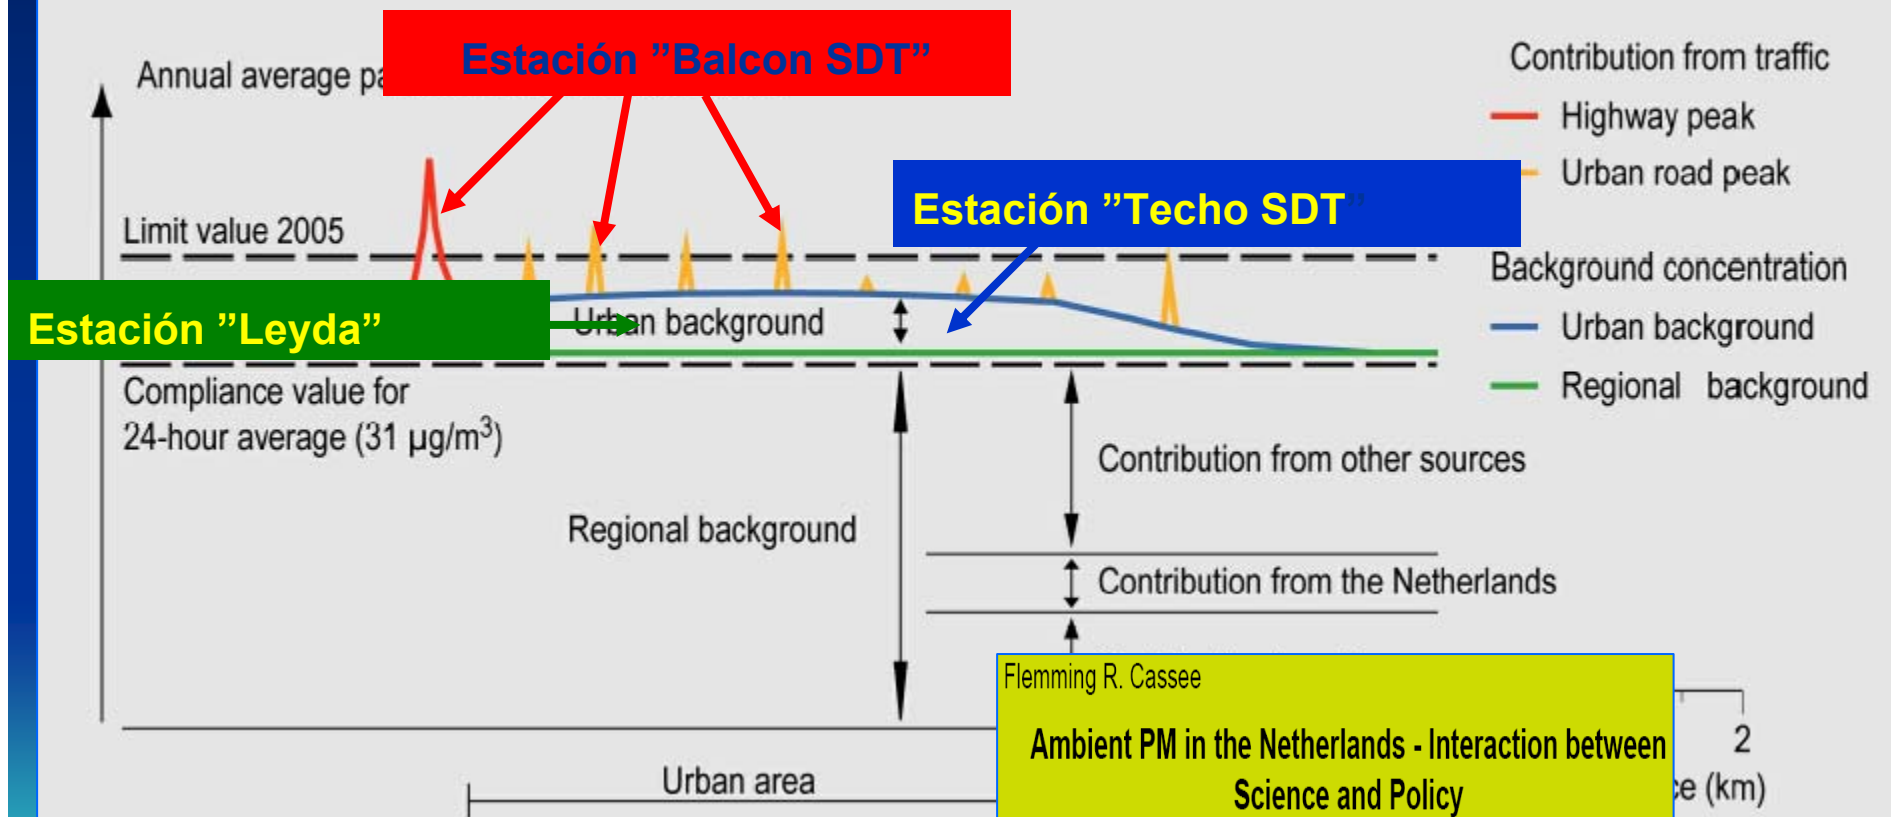 Estación ”Balcon SDT”
Annual average
Contribution from traffic
Highway peak
Urban road peak
Estación ”Techo SDT”
Limit value 2005
Background concentration
Urban background
Regional background
Estación ”Leyda”
Urban background
Compliance value for
24-hour average (31 µg/m³)
Contribution from other sources
Regional background
Contribution from the Netherlands
Flemming R. Cassee
Ambient PM in the Netherlands - Interaction between
Science and Policy
2
(km)
Urban area